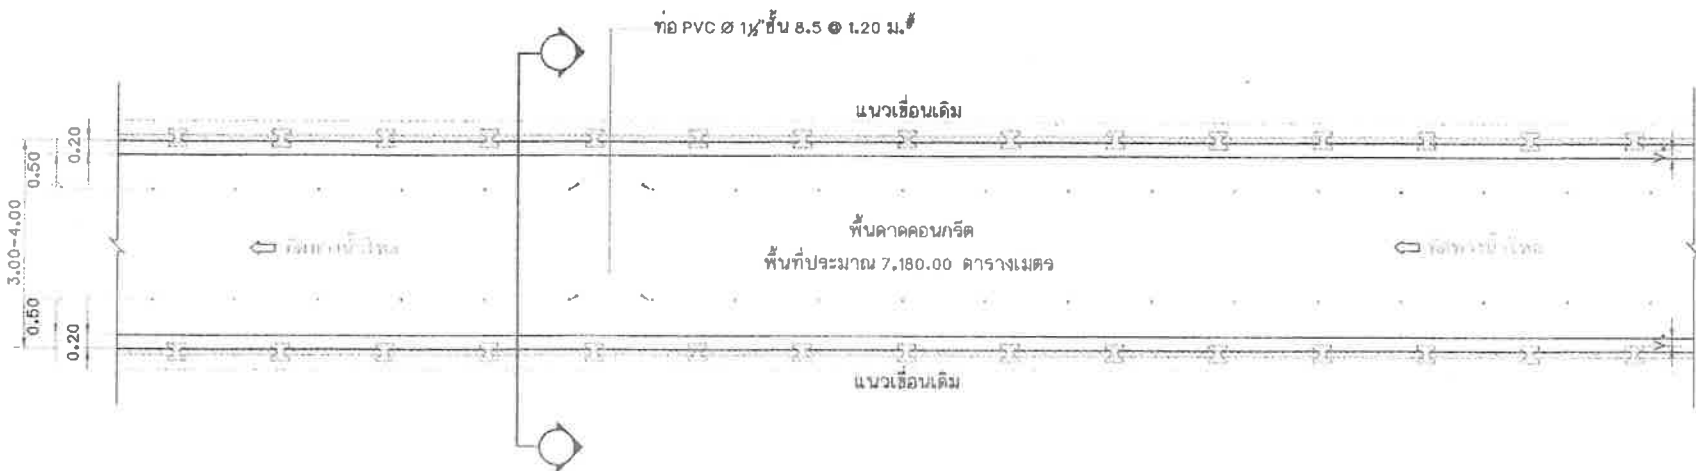 ท่อ PVC Ø 1½" ชั้น 8.5 @ 1.20 ม.#
แนวเขื่อนเดิม
0.20
0.50
3.00-4.00
พื้นดาดคอนกรีต
พื้นที่ประมาณ 7,180.00 ตารางเมตร
0.50
0.20
แนวเขื่อนเดิม